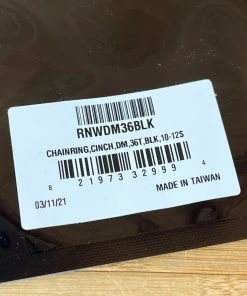 RNWDM36BLK
CHAINRING,CINCH,DM,36T,BLK,10-12S
8 21973 32999 4
03/11/21 MADE IN TAIWAN